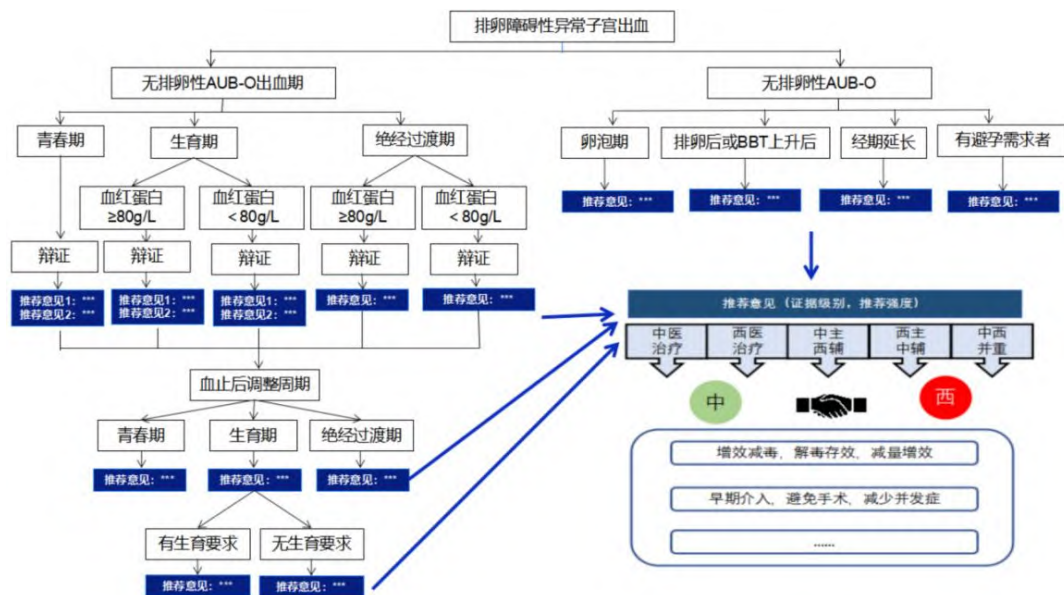 排卵障碍性异常子宫出血
无排卵性AUB-O出血期
无排卵性AUB-O
青春期
生育期
绝经过渡期
卵泡期
排卵后或BBT上升后
经期延长
有避孕需求者
推荐意见：***
推荐意见：***
推荐意见：***
推荐意见：***
血红蛋白
≥80g/L
血红蛋白
＜80g/L
血红蛋白
≥80g/L
血红蛋白
＜80g/L
辩证
辩证
辩证
辩证
辩证
推荐意见1：***
推荐意见2：***
推荐意见1：***
推荐意见2：***
推荐意见1：***
推荐意见2：***
推荐意见：***
推荐意见：***
推荐意见（证据级别，推荐强度）
中医
治疗
西医
治疗
中主
西辅
西主
中辅
中西
并重
中
西
血止后调整周期
青春期
生育期
绝经过渡期
推荐意见：***
推荐意见：***
推荐意见：***
有生育要求
无生育要求
推荐意见：***
推荐意见：***
增效减毒，解毒存效，减量增效
早期介入，避免手术，减少并发症
......